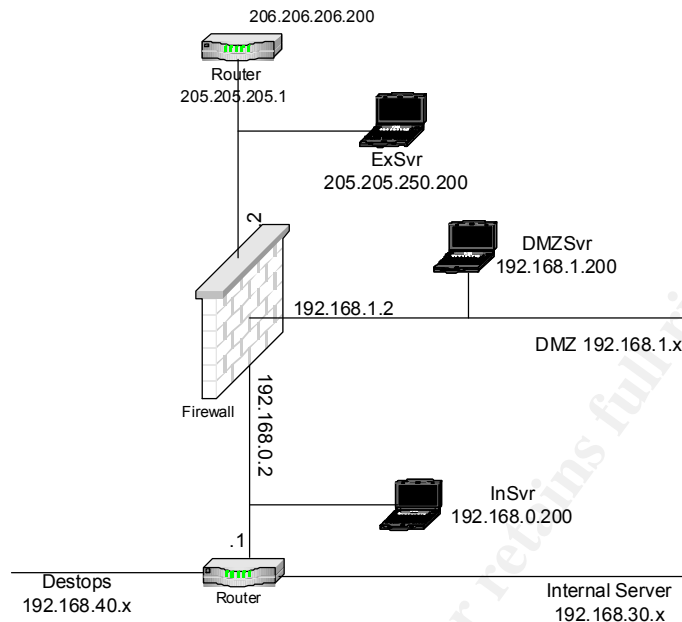 206.206.206.200
Router
205.205.205.1
ExSvr
205.205.250.200
.2
DMZSvr
192.168.1.200
192.168.1.2
DMZ 192.168.1.x
Firewall
192.168.0.2
InSvr
192.168.0.200
.1
Router
Destops
192.168.40.x
Internal Server
192.168.30.x
retains full